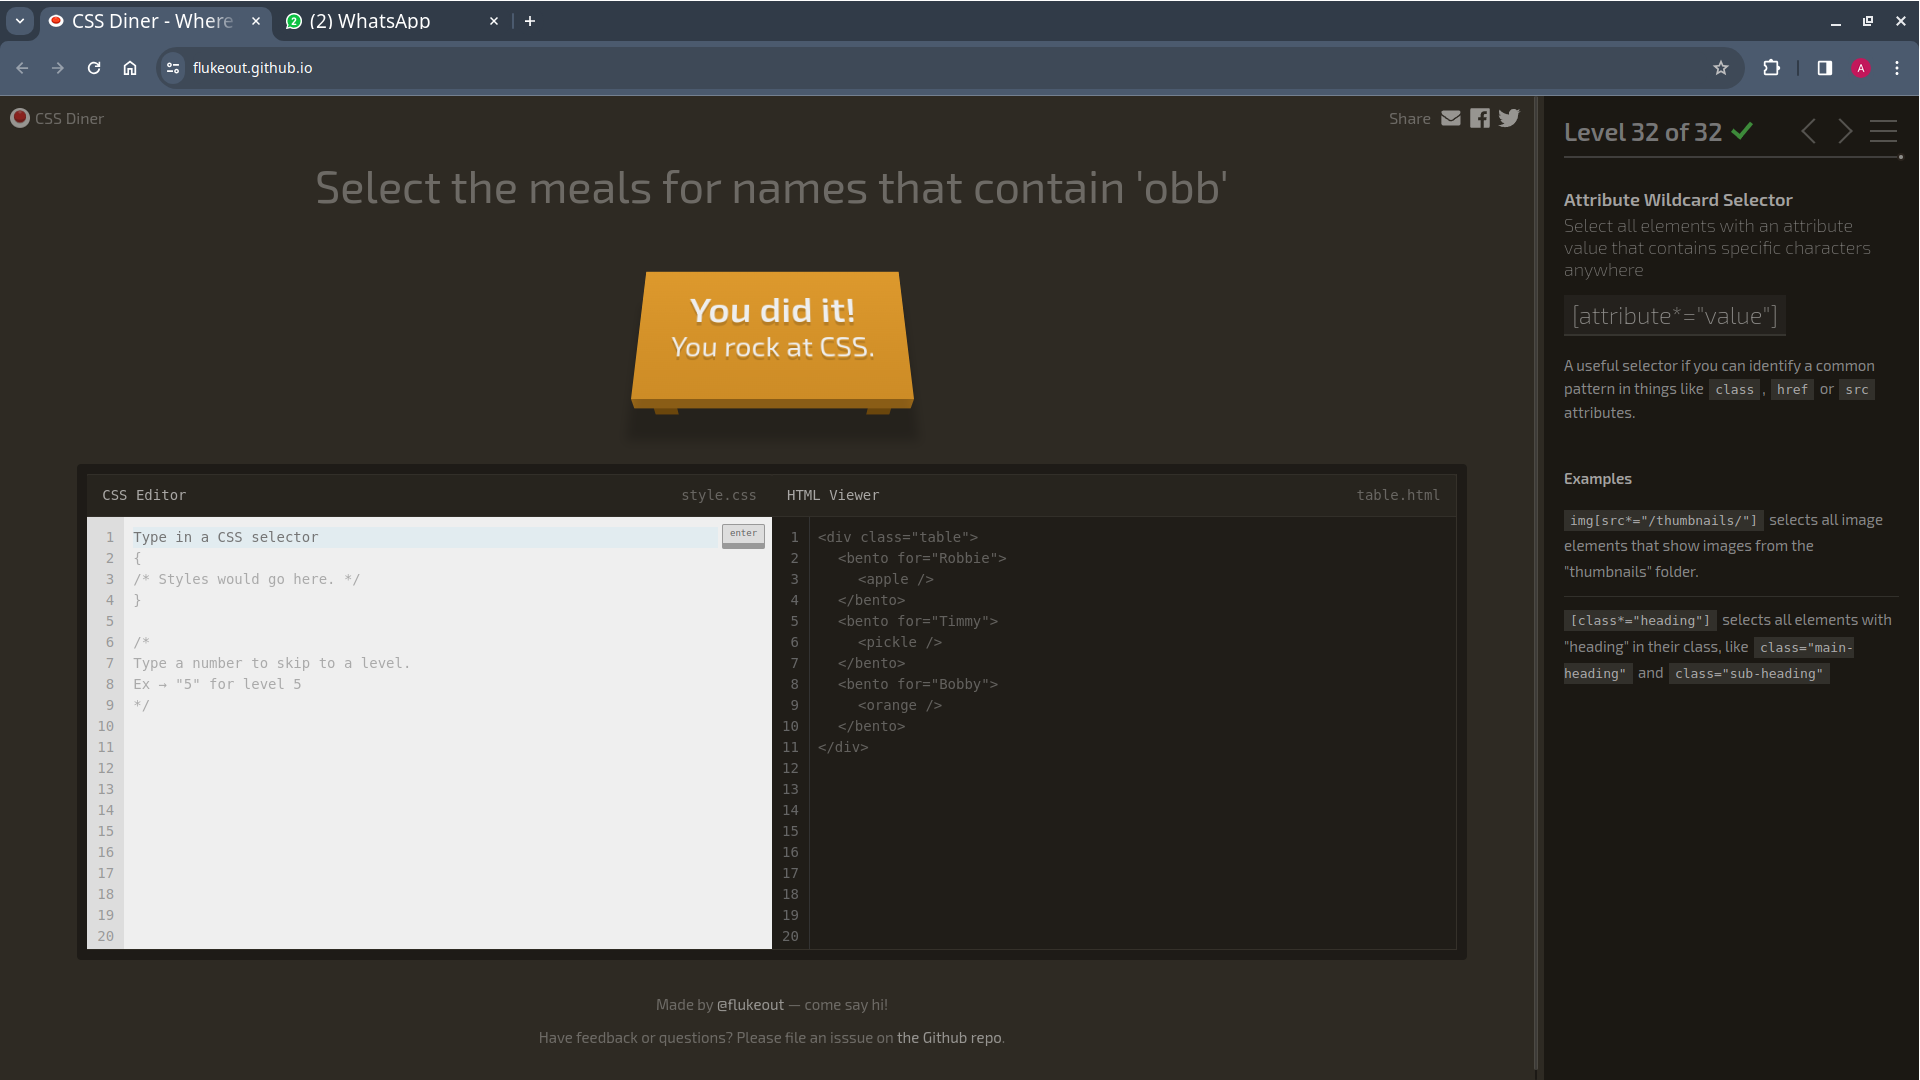 CSS Diner - Where
(2) WhatsApp
flukeout.github.io
A
CSS Diner
Share
Select the meals for names that contain 'obb'
You did it!
You rock at CSS.
CSS Editor
style.css
enter
1 Type in a CSS selector
2 {
3 /* Styles would go here. */
4 }
5
6 /*
7 Type a number to skip to a level.
8 Ex → "5" for level 5
9 */
10
11
12
13
14
15
16
17
18
19
20
HTML Viewer
table.html
1 <div class="table">
2 <bento for="Robbie">
3 <apple />
4 </bento>
5 <bento for="Timmy">
6 <pickle />
7 </bento>
8 <bento for="Bobby">
9 <orange />
10 </bento>
11 </div>
12
13
14
15
16
17
18
19
20
Made by @flukeout — come say hi!
Have feedback or questions? Please file an isssue on the Github repo.
Level 32 of 32
Attribute Wildcard Selector
Select all elements with an attribute
value that contains specific characters
anywhere
[attribute*="value"]
A useful selector if you can identify a common
pattern in things like class, href or src
attributes.
Examples
img[src*="/thumbnails/"] selects all image
elements that show images from the
"thumbnails" folder.
[class*="heading"] selects all elements with
"heading" in their class, like class="main-
heading" and class="sub-heading"